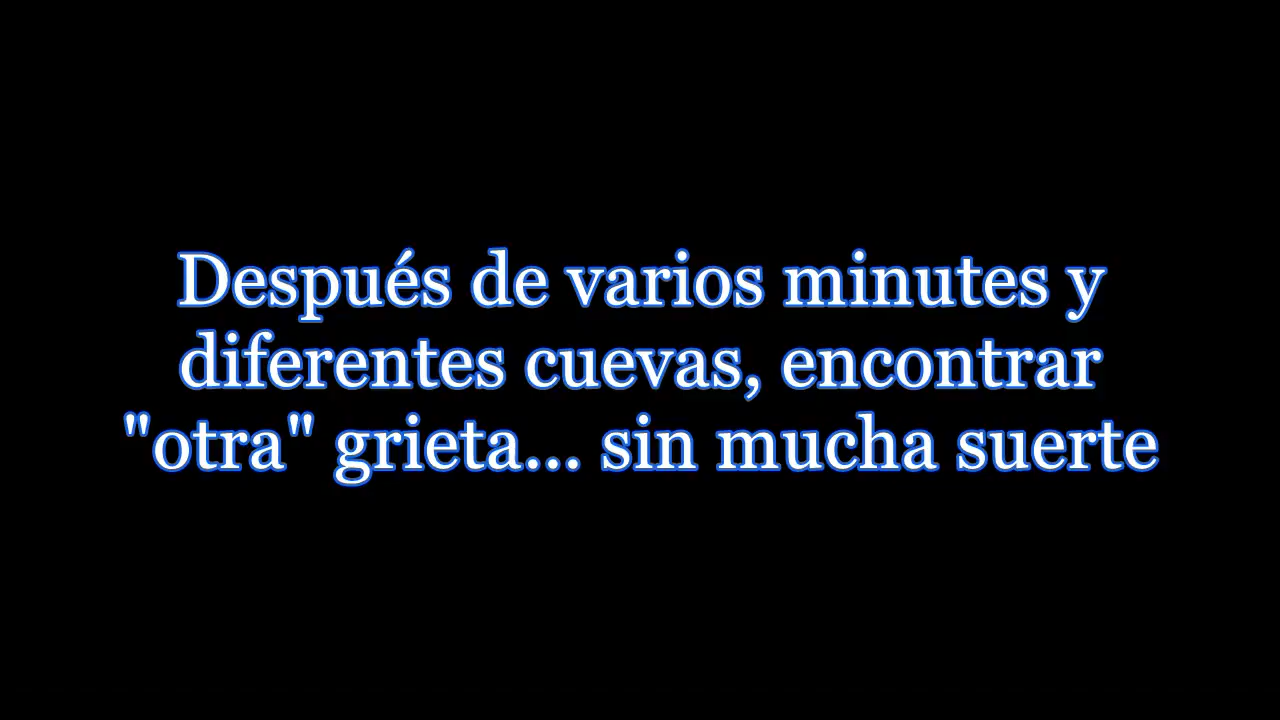 Después de varios minutes y
diferentes cuevas, encontrar
"otra" grieta... sin mucha suerte